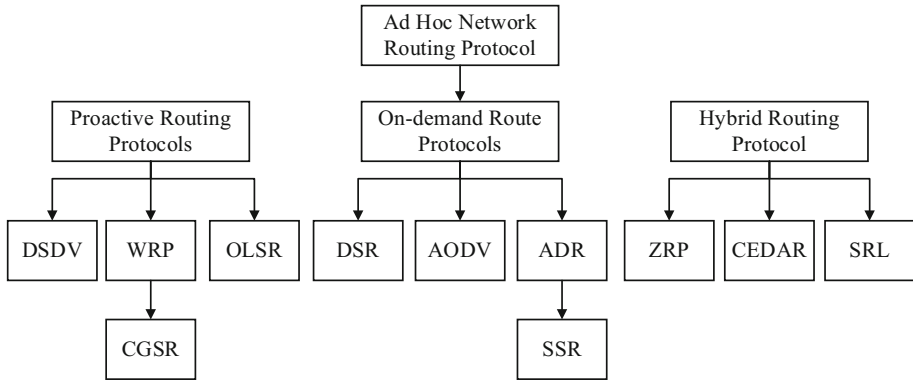 Ad Hoc Network
Routing Protocol
Proactive Routing
Protocols
On-demand Route
Protocols
Hybrid Routing
Protocol
DSDV
WRP
OLSR
DSR
AODV
ADR
ZRP
CEDAR
SRL
CGSR
SSR